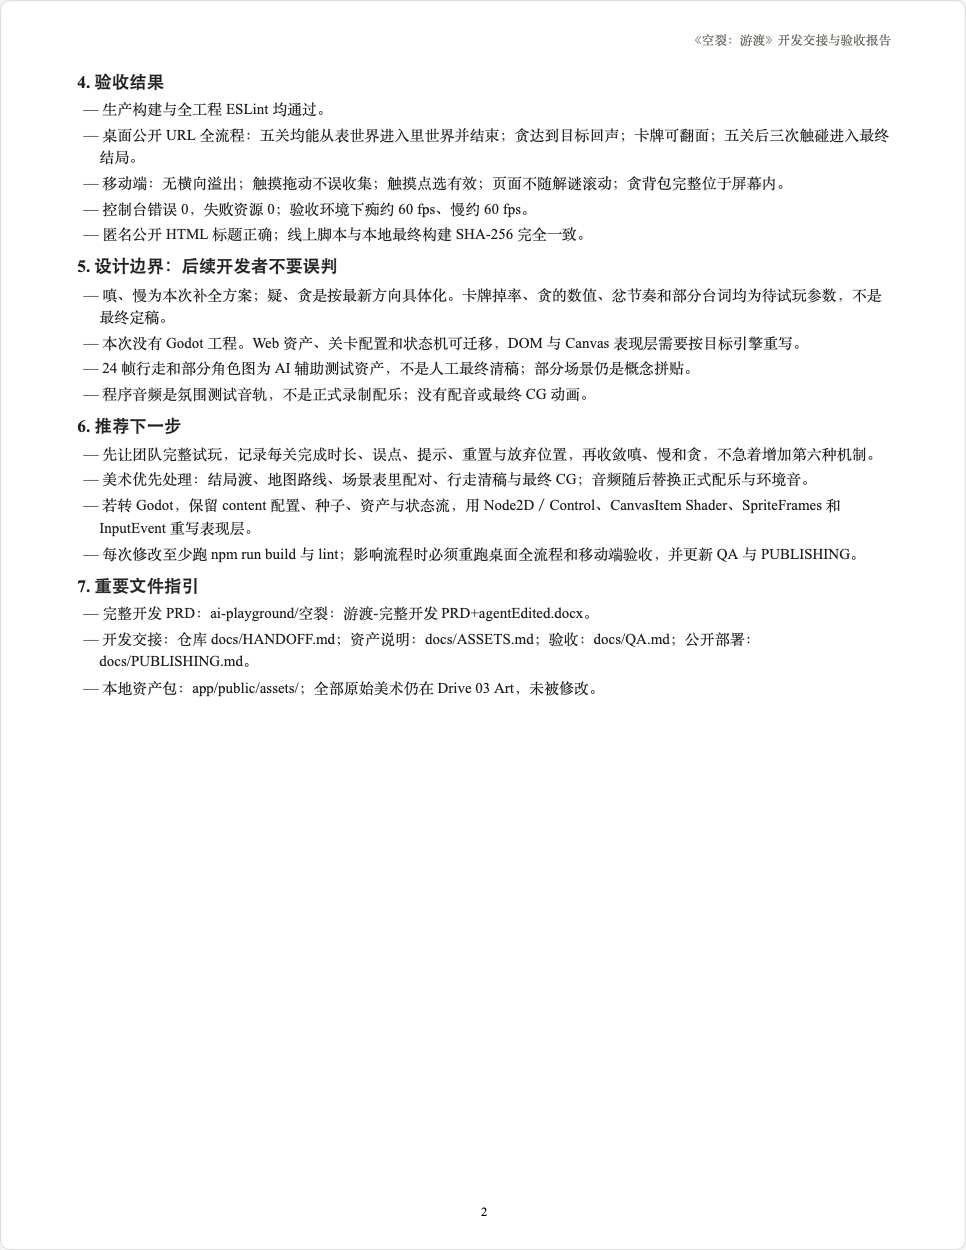 《空裂：游渡》开发交接与验收报告
4. 验收结果
— 生产构建与全工程 ESLint 均通过。
— 桌面公开 URL 全流程：五关均能从表世界进入里世界并结束；贪达到目标回声；卡牌可翻面；五关后三次触碰进入最终
结局。
— 移动端：无横向溢出；触摸拖动不误收集；触摸点选有效；页面不随解谜滚动；贪背包完整位于屏幕内。
— 控制台错误 0，失败资源 0；验收环境下痴约 60 fps、慢约 60 fps。
— 匿名公开 HTML 标题正确；线上脚本与本地最终构建 SHA-256 完全一致。
5. 设计边界：后续开发者不要误判
— 嗔、慢为本次补全方案；疑、贪是按最新方向具体化。卡牌掉率、贪的数值、忿节奏和部分台词均为待试玩参数，不是
最终定稿。
— 本次没有 Godot 工程。Web 资产、关卡配置和状态机可迁移，DOM 与 Canvas 表现层需要按目标引擎重写。
— 24 帧行走和部分角色图为 AI 辅助测试资产，不是人工最终清稿；部分场景仍是概念拼贴。
— 程序音频是氛围测试音轨，不是正式录制配乐；没有配音或最终 CG 动画。
6. 推荐下一步
— 先让团队完整试玩，记录每关完成时长、误点、提示、重置与放弃位置，再收敛嗔、慢和贪，不急着增加第六种机制。
— 美术优先处理：结局渡、地图路线、场景表里配对、行走清稿与最终 CG；音频随后替换正式配乐与环境音。
— 若转 Godot，保留 content 配置、种子、资产与状态流，用 Node2D / Control、CanvasItem Shader、SpriteFrames 和
InputEvent 重写表现层。
— 每次修改至少跑 npm run build 与 lint；影响流程时必须重跑桌面全流程和移动端验收，并更新 QA 与 PUBLISHING。
7. 重要文件指引
— 完整开发 PRD：ai-playground/空裂：游渡-完整开发 PRD+agentEdited.docx。
— 开发交接：仓库 docs/HANDOFF.md；资产说明：docs/ASSETS.md；验收：docs/QA.md；公开部署：
docs/PUBLISHING.md。
— 本地资产包：app/public/assets/；全部原始美术仍在 Drive 03 Art，未被修改。
2